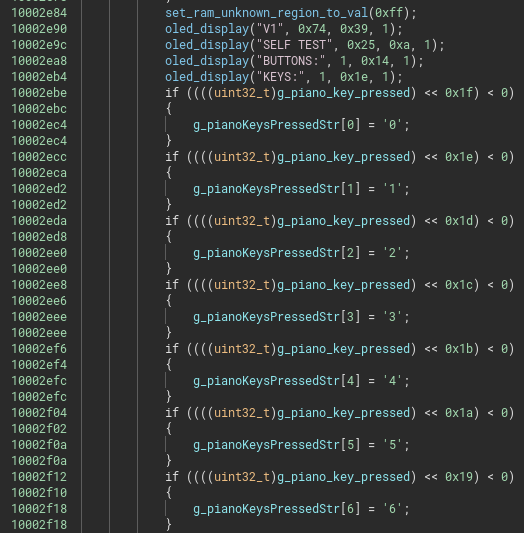 10002e84 set_ram_unknown_region_to_val(0xff);
10002e90 oled_display("V1", 0x74, 0x39, 1);
10002e9c oled_display("SELF TEST", 0x25, 0xa, 1);
10002ea8 oled_display("BUTTONS:", 1, 0x14, 1);
10002eb4 oled_display("KEYS:", 1, 0x1e, 1);
10002ebe if ((((uint32_t)g_piano_key_pressed) << 0x1f) < 0)
10002ebc {
10002ec4 g_pianoKeysPressedStr[0] = '0';
10002ec4 }
10002ecc if ((((uint32_t)g_piano_key_pressed) << 0x1e) < 0)
10002eca {
10002ed2 g_pianoKeysPressedStr[1] = '1';
10002ed2 }
10002eda if ((((uint32_t)g_piano_key_pressed) << 0x1d) < 0)
10002ed8 {
10002ee0 g_pianoKeysPressedStr[2] = '2';
10002ee0 }
10002ee8 if ((((uint32_t)g_piano_key_pressed) << 0x1c) < 0)
10002ee6 {
10002eee g_pianoKeysPressedStr[3] = '3';
10002eee }
10002ef6 if ((((uint32_t)g_piano_key_pressed) << 0x1b) < 0)
10002ef4 {
10002efc g_pianoKeysPressedStr[4] = '4';
10002efc }
10002f04 if ((((uint32_t)g_piano_key_pressed) << 0x1a) < 0)
10002f02 {
10002f0a g_pianoKeysPressedStr[5] = '5';
10002f0a }
10002f12 if ((((uint32_t)g_piano_key_pressed) << 0x19) < 0)
10002f10 {
10002f18 g_pianoKeysPressedStr[6] = '6';
10002f18 }